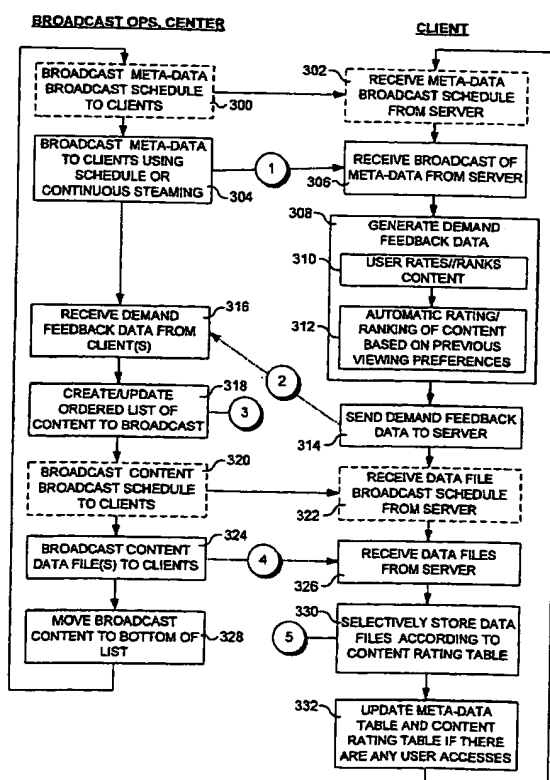 BROADCAST OPS, CENTER
BROADCAST META-DATA
BROADCAST SCHEDULE
TO CLIENTS
300
BROADCAST META-DATA
TO CLIENTS USING
SCHEDULE OR
CONTINUOUS STEAMING
304
1
RECEIVE DEMAND
FEEDBACK DATA FROM
CLIENT(S)
316
2
CREATE/UPDATE
ORDERED LIST OF
CONTENT TO BROADCAST
318
3
BROADCAST CONTENT
BROADCAST SCHEDULE
TO CLIENTS
320
BROADCAST CONTENT
DATA FILE(S) TO CLIENTS
324
4
MOVE BROADCAST
CONTENT TO BOTTOM OF
LIST
328
CLIENT
302
RECEIVE META-DATA
BROADCAST SCHEDULE
FROM SERVER
RECEIVE BROADCAST OF
META-DATA FROM SERVER
306
308
GENERATE DEMAND
FEEDBACK DATA
310
USER RATES//RANKS
CONTENT
312
AUTOMATIC RATING/
RANKING OF CONTENT
BASED ON PREVIOUS
VIEWING PREFERENCES
SEND DEMAND FEEDBACK
DATA TO SERVER
314
RECEIVE DATA FILE
BROADCAST SCHEDULE
FROM SERVER
322
RECEIVE DATA FILES
FROM SERVER
326
330
SELECTIVELY STORE DATA
FILES ACCORDING TO
CONTENT RATING TABLE
5
332
UPDATE META-DATA
TABLE AND CONTENT
RATING TABLE IF THERE
ARE ANY USER ACCESSES